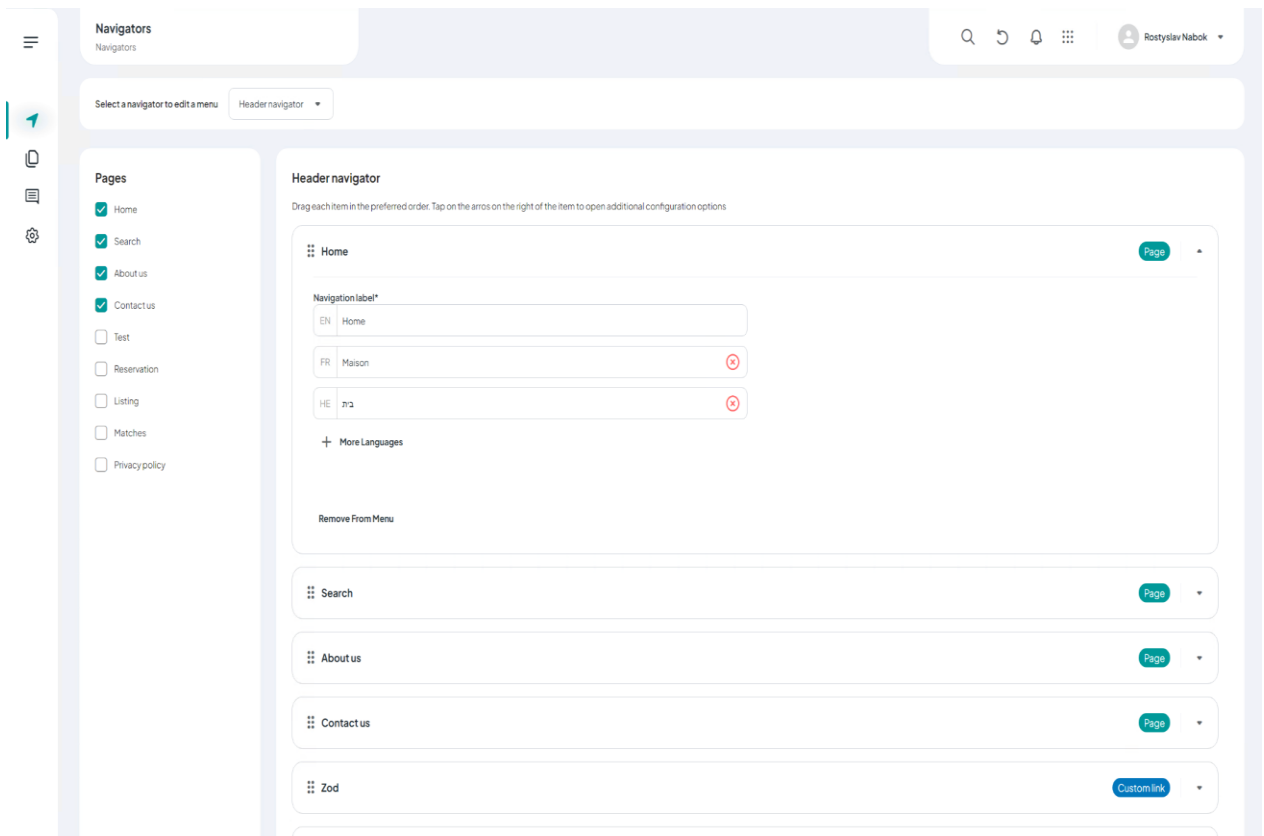 Navigators
Navigators
Rostyslav Nabok
Select a navigator to edit a menu
Header navigator
Pages
Home
Search
About us
Contact us
Test
Reservation
Listing
Matches
Privacy policy
Header navigator
Drag each item in the preferred order. Tap on the arros on the right of the item to open additional configuration options
Home
Page
Navigation label*
EN Home
FR Maison
HE בית
More Languages
Remove From Menu
Search
Page
About us
Page
Contact us
Page
Zod
Custom link